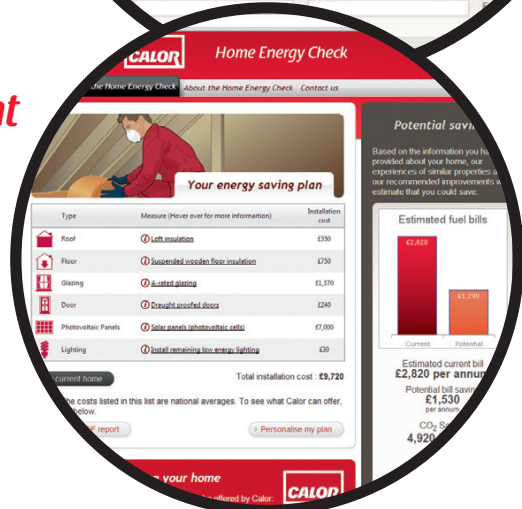 nt
CALOR Home Energy Check
the Home Energy Check About the Home Energy Check Contact us
Your energy saving plan
Type Measure (Hover over for more information) Installation cost
Roof Loft insulation £350
Floor Suspended wooden floor insulation £750
Glazing A-rated glazing £1,370
Door Draught proofed doors £240
Photovoltaic Panels Solar panels (photovoltaic cells) £7,000
Lighting Install remaining low energy lighting £30
current home Total installation cost : £9,720
he costs listed in this list are national averages. To see what Calor can offer,
below.
report Personalise my plan
your home
offered by Calor:
CALOR
Potential savin
Based on the information you ha
provided about your home, our
experiences of similar properties a
our recommended improvements w
estimate that you could save:
Estimated fuel bills
£2,820
£1,290
Current Potential
Estimated current bill
£2,820 per annum
Potential bill saving
£1,530
per annum
CO2 S
4,920